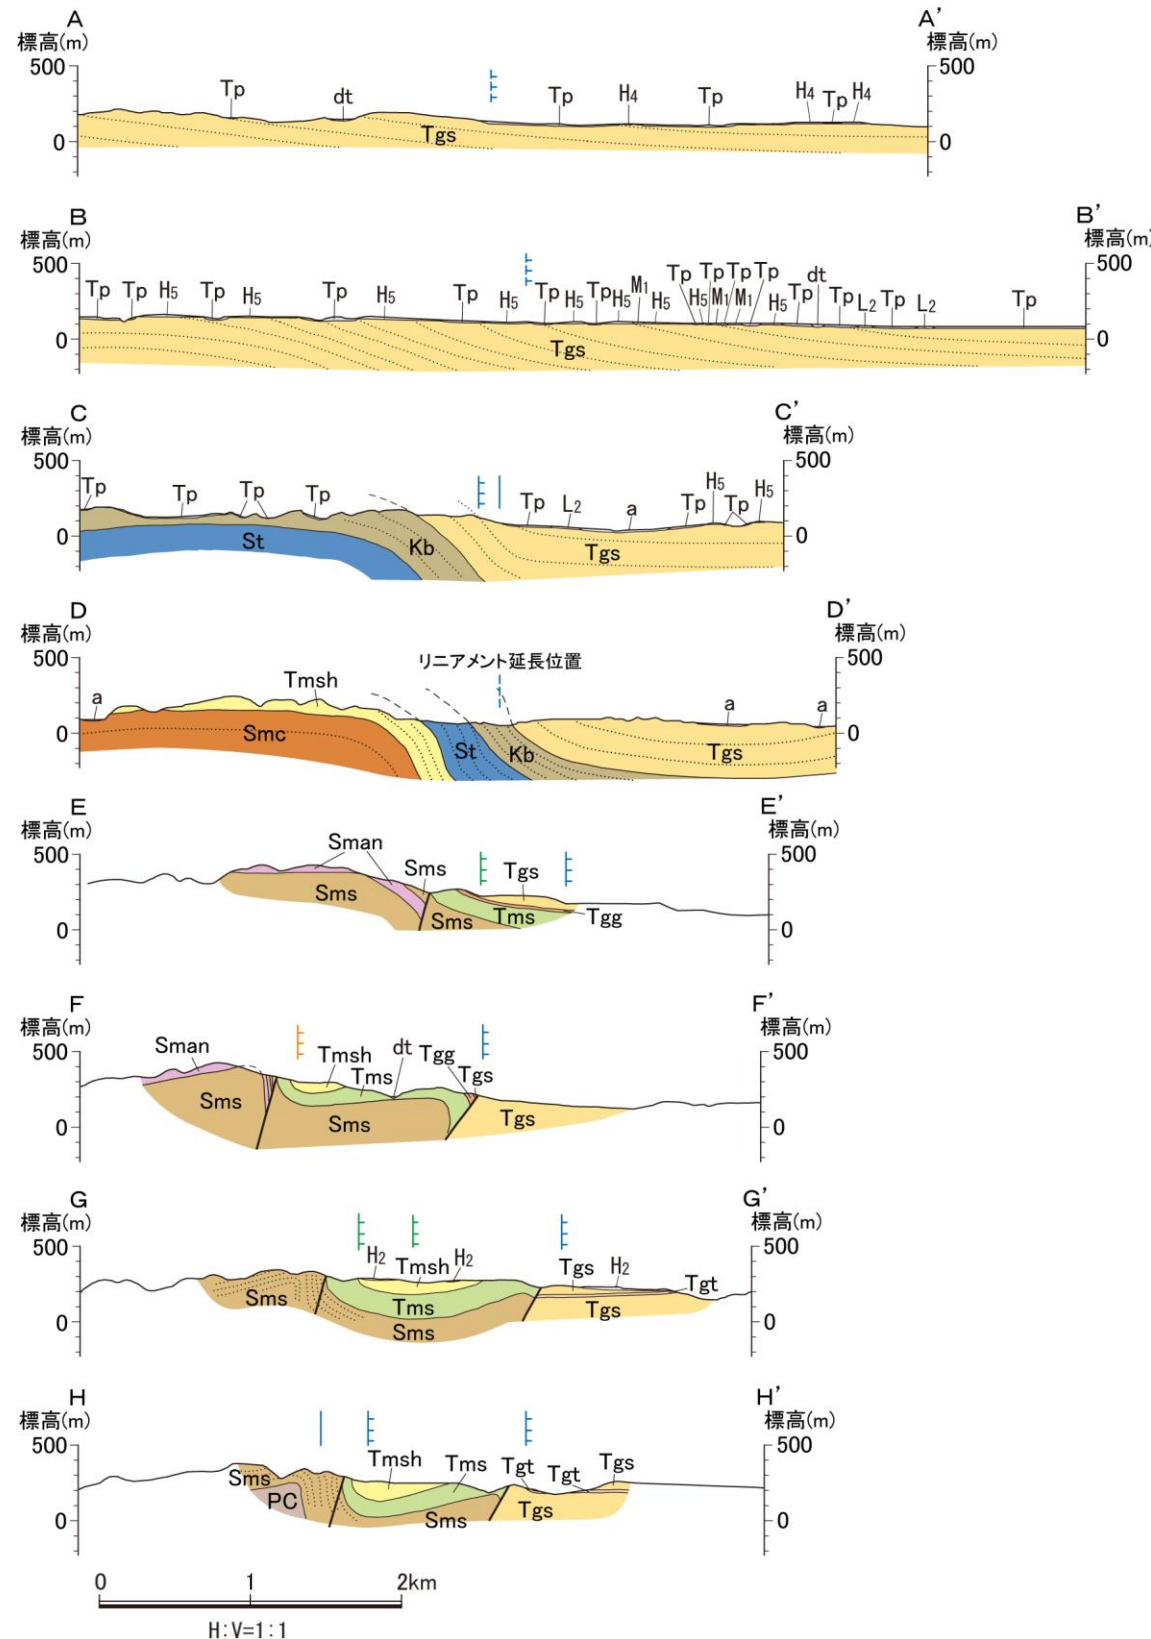 A A'
標高(m) 標高(m)
500 500
Tp dt Tp H4 Tp H4 Tp H4
0 Tgs 0
B B'
標高(m) 標高(m)
500 500
Tp Tp H5 Tp H5 Tp H5 Tp H5 Tp H5 Tp H5 M1 H5 Tp H5 Tp M1 Tp M1 Tp H5 Tp dt Tp L2 Tp L2 Tp
0 Tgs 0
C C'
標高(m) 標高(m)
500 500
Tp Tp Tp Tp Tp L2 a Tp H5 Tp H5
0 St Kb Tgs 0
D D'
標高(m) 標高(m)
500 リニアメント延長位置 500
a Tmsh a a
0 Smc St Kb Tgs 0
E E'
標高(m) 標高(m)
500 Sman Sms Tgs 500
Sms Sms Tms Tgg
0 0
F F'
標高(m) 標高(m)
500 Sman Tmsh dt Tgg Tgs 500
Tms
Sms Sms Tgs
0 0
G G'
標高(m) 標高(m)
500 H2 Tmsh H2 Tgs H2 Tgt 500
Sms Tms Tgs
0 Sms 0
H H'
標高(m) 標高(m)
500 Sms Tmsh Tms Tgt Tgt Tgs 500
PC Sms Tgs
0 0
0 1 2km
H:V=1:1